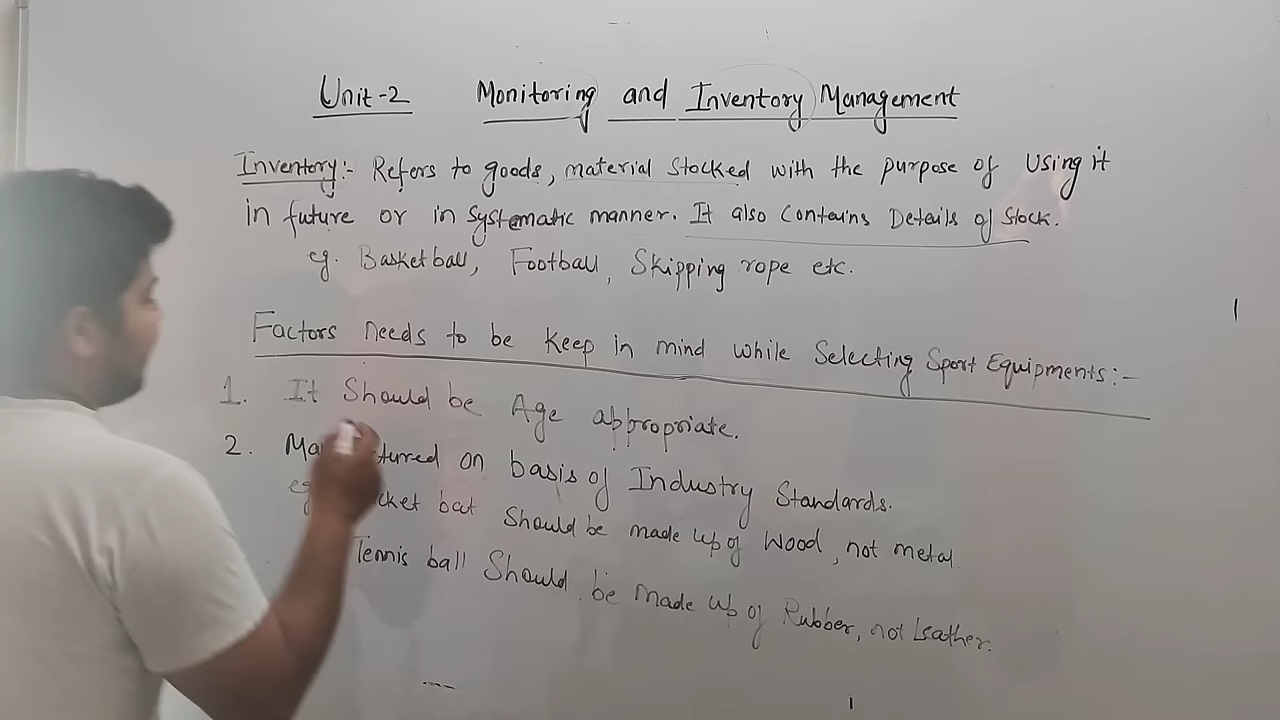 Unit-2 Monitoring and Inventory Management
Inventory:- Refers to goods, material stocked with the purpose of Using it
in future or in systematic manner. It also Contains Details of Stock.
eg. Basketball, Football, Skipping rope etc.
Factors needs to be Keep in mind while Selecting Sport Equipments:-
1. It Should be Age appropriate.
2. on basis of Industry Standards.
eg bat Should be made up of Wood, not metal.
Tennis ball Should be made up of Rubber, not Leather.